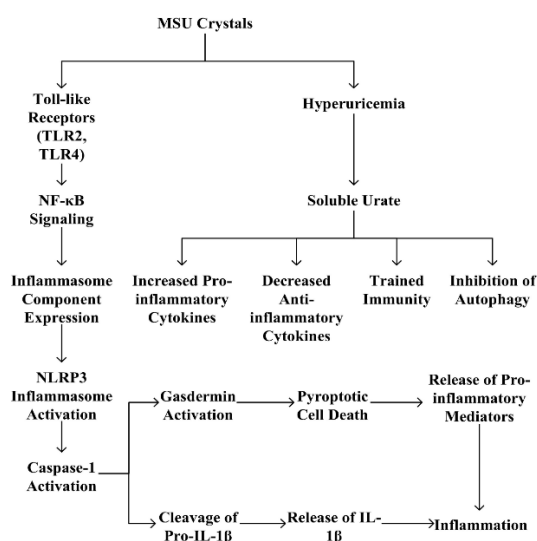 MSU Crystals
Toll-like
Receptors
(TLR2,
TLR4)
Hyperuricemia
NF-κB
Signaling
Soluble Urate
Inflammasome
Component
Expression
Increased Pro-
inflammatory
Cytokines
Decreased
Anti-
inflammatory
Cytokines
Trained
Immunity
Inhibition of
Autophagy
NLRP3
Inflammasome
Activation
Gasdermin
Activation
Pyroptotic
Cell Death
Release of Pro-
inflammatory
Mediators
Caspase-1
Activation
Cleavage of
Pro-IL-1β
Release of IL-
1β
Inflammation